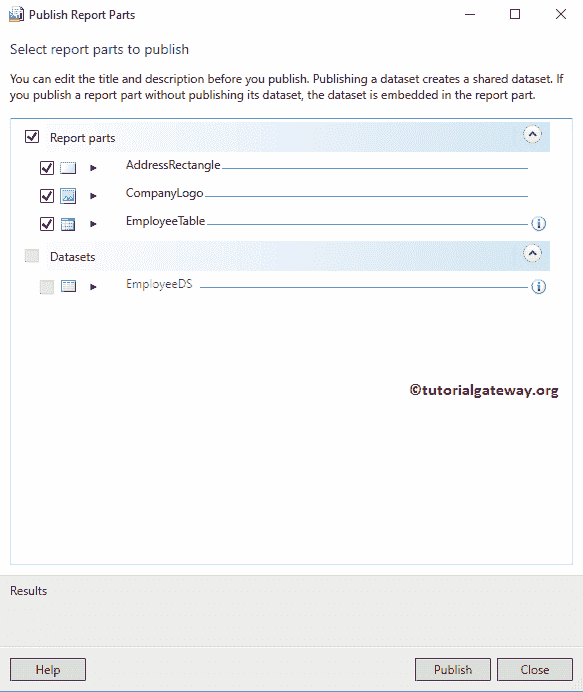 Publish Report Parts
Select report parts to publish
You can edit the title and description before you publish. Publishing a dataset creates a shared dataset. If
you publish a report part without publishing its dataset, the dataset is embedded in the report part.
Report parts
AddressRectangle
CompanyLogo
EmployeeTable
Datasets
EmployeeDS
©tutorialgateway.org
Results
Help Publish Close